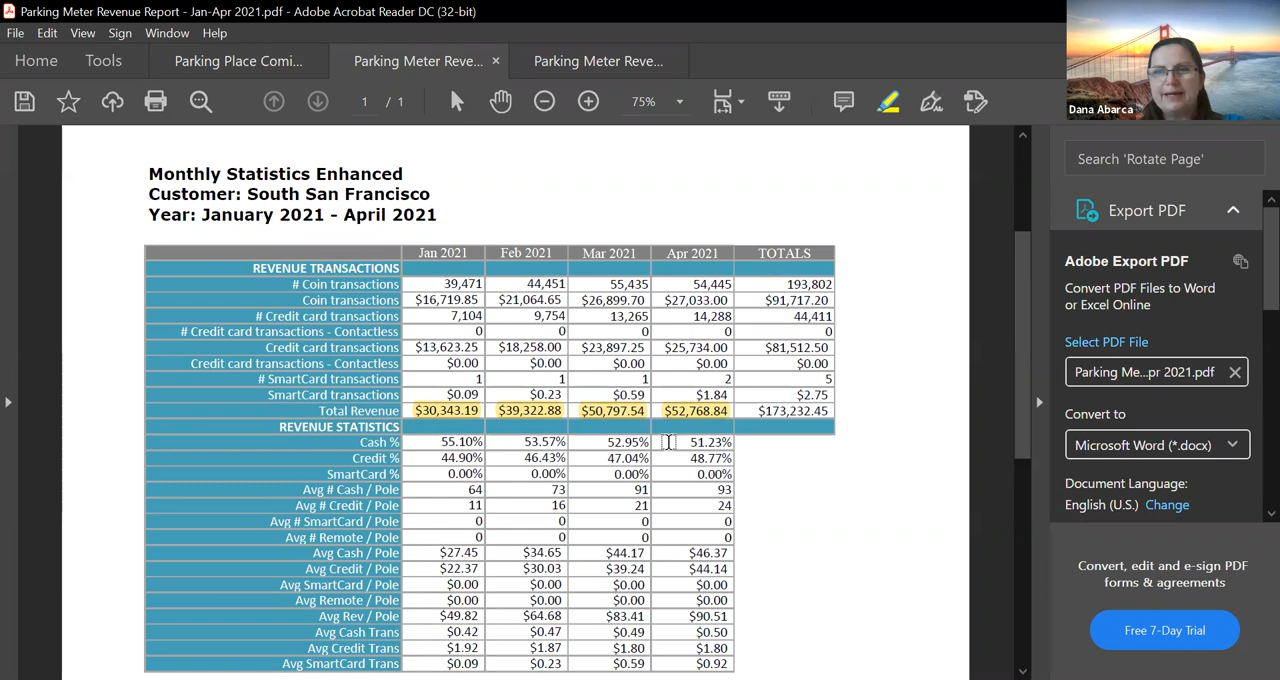 Parking Meter Revenue Report - Jan-Apr 2021.pdf - Adobe Acrobat Reader DC (32-bit)
File Edit View Sign Window Help
Home Tools Parking Place Comi... Parking Meter Reve... × Parking Meter Reve...
1 / 1 75%
Dana Abarca
Monthly Statistics Enhanced
Customer: South San Francisco
Year: January 2021 - April 2021
Jan 2021 Feb 2021 Mar 2021 Apr 2021 TOTALS
REVENUE TRANSACTIONS
# Coin transactions 39,471 44,451 55,435 54,445 193,802
Coin transactions $16,719.85 $21,064.65 $26,899.70 $27,033.00 $91,717.20
# Credit card transactions 7,104 9,754 13,265 14,288 44,411
# Credit card transactions - Contactless 0 0 0 0 0
Credit card transactions $13,623.25 $18,258.00 $23,897.25 $25,734.00 $81,512.50
Credit card transactions - Contactless $0.00 $0.00 $0.00 $0.00 $0.00
# SmartCard transactions 1 1 1 2 5
SmartCard transactions $0.09 $0.23 $0.59 $1.84 $2.75
Total Revenue $30,343.19 $39,322.88 $50,797.54 $52,768.84 $173,232.45
REVENUE STATISTICS
Cash % 55.10% 53.57% 52.95% 51.23%
Credit % 44.90% 46.43% 47.04% 48.77%
SmartCard % 0.00% 0.00% 0.00% 0.00%
Avg # Cash / Pole 64 73 91 93
Avg # Credit / Pole 11 16 21 24
Avg # SmartCard / Pole 0 0 0 0
Avg # Remote / Pole 0 0 0 0
Avg Cash / Pole $27.45 $34.65 $44.17 $46.37
Avg Credit / Pole $22.37 $30.03 $39.24 $44.14
Avg SmartCard / Pole $0.00 $0.00 $0.00 $0.00
Avg Remote / Pole $0.00 $0.00 $0.00 $0.00
Avg Rev / Pole $49.82 $64.68 $83.41 $90.51
Avg Cash Trans $0.42 $0.47 $0.49 $0.50
Avg Credit Trans $1.92 $1.87 $1.80 $1.80
Avg SmartCard Trans $0.09 $0.23 $0.59 $0.92
Search 'Rotate Page'
Export PDF
Adobe Export PDF
Convert PDF Files to Word
or Excel Online
Select PDF File
Parking Me...pr 2021.pdf
Convert to
Microsoft Word (*.docx)
Document Language:
English (U.S.) Change
Convert, edit and e-sign PDF
forms & agreements
Free 7-Day Trial